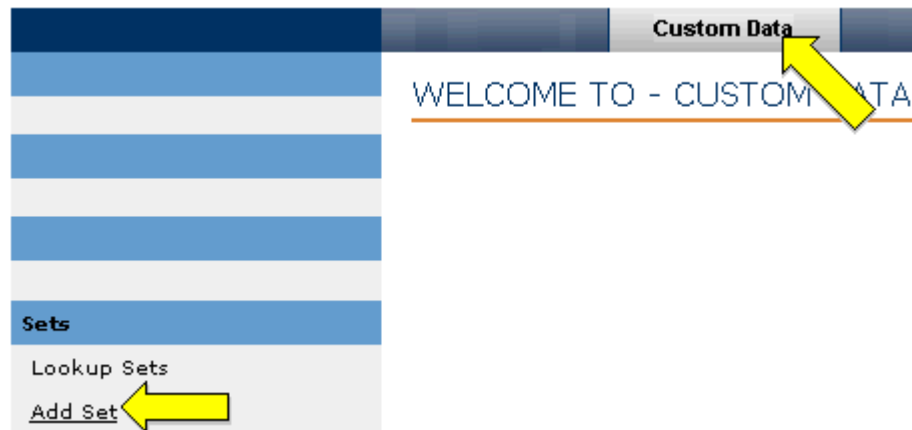 Custom Data
WELCOME TO - CUSTOM DATA
Sets
Lookup Sets
Add Set